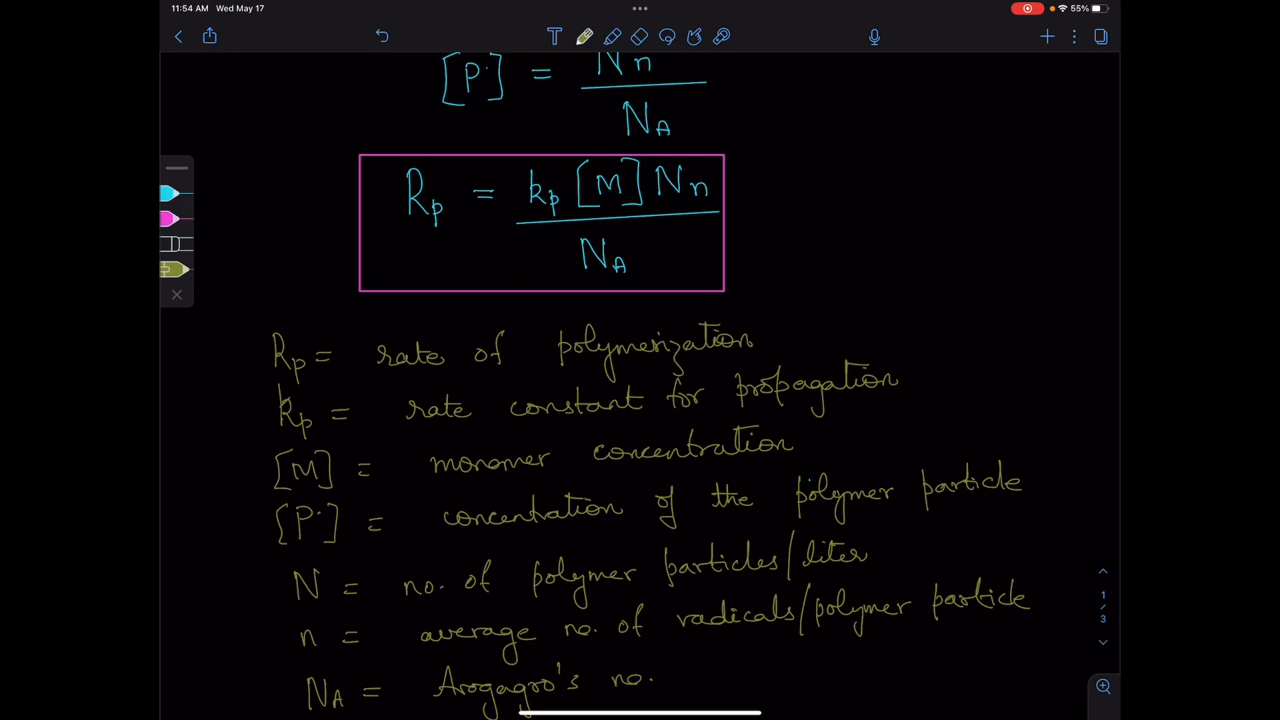 11:54 AM Wed May 17
55%
[P·] = Nn
NA
Rp = kp [M] Nn
NA
Rp = rate of polymerization
kp = rate constant for propagation
[M] = monomer concentration
[P·] = concentration of the polymer particle
N = no. of polymer particles/liter
n = average no. of radicals/polymer particle
NA = Arogagro's no.
1
/
3